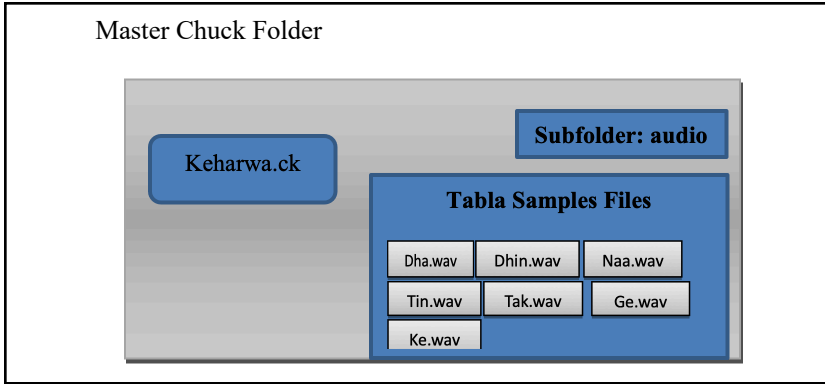 Master Chuck Folder
Subfolder: audio
Keharwa.ck
Tabla Samples Files
Dha.wav Dhin.wav Naa.wav
Tin.wav Tak.wav Ge.wav
Ke.wav